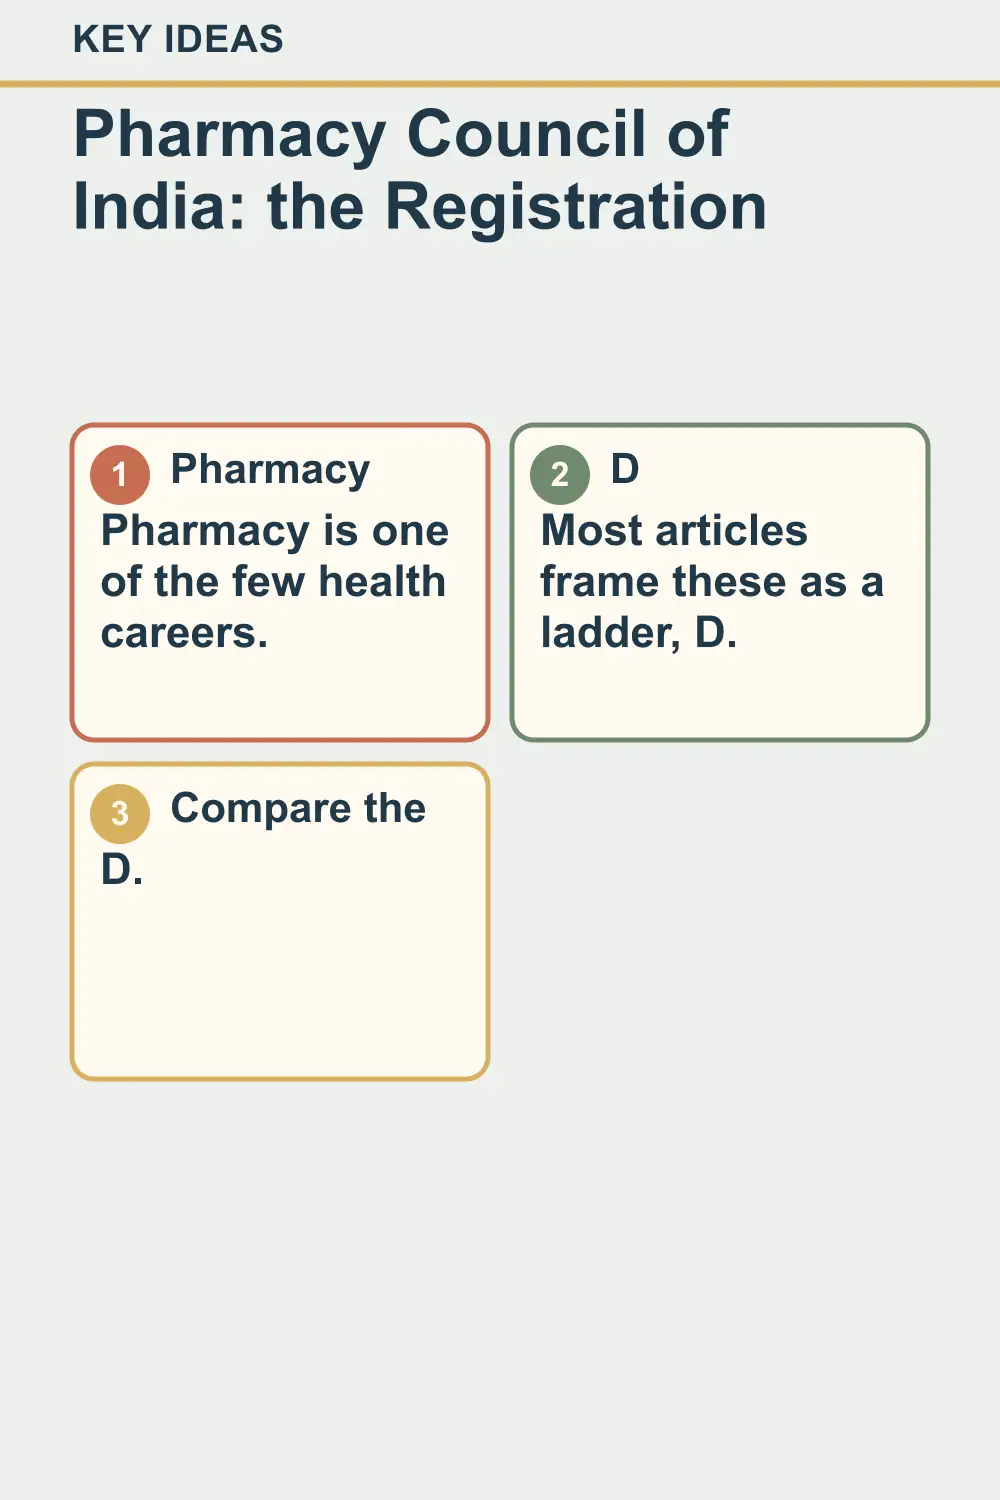 KEY IDEAS
Pharmacy Council of
India: the Registration
1 Pharmacy
Pharmacy is one
of the few health
careers.
2 D
Most articles
frame these as a
ladder, D.
3 Compare the
D.